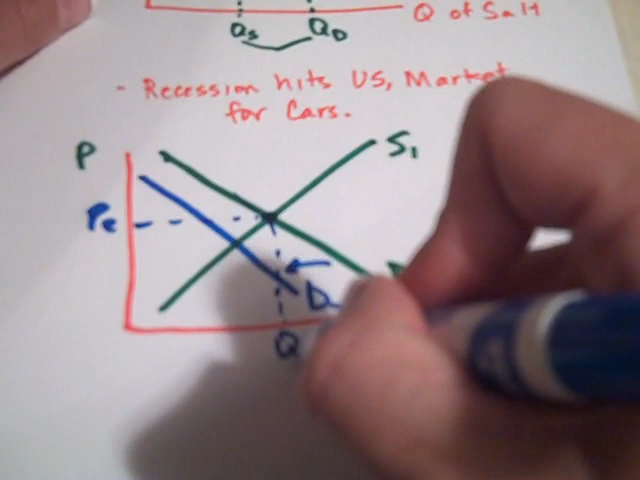 Q of Salt
Qs QD
- Recession hits US, Market
for Cars.
P
S1
Pe
D
Q